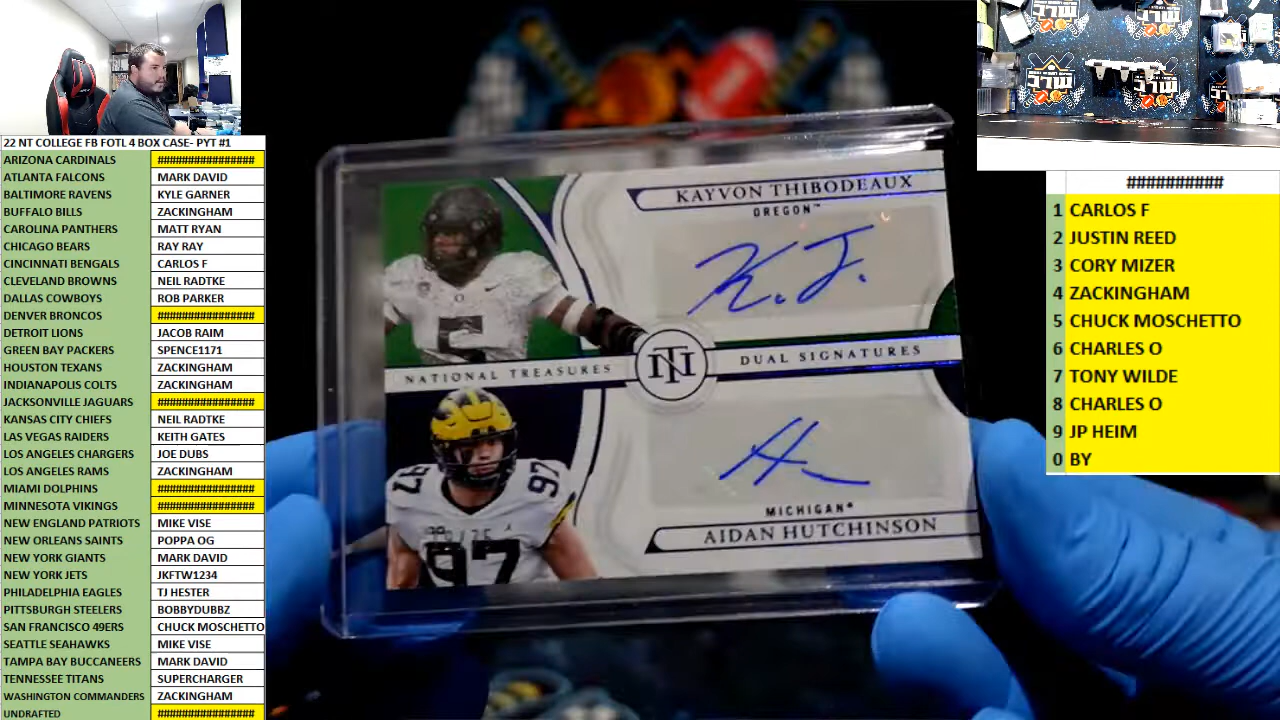 22 NT COLLEGE FB FOTL 4 BOX CASE- PYT #1
ARIZONA CARDINALS ################
ATLANTA FALCONS MARK DAVID
BALTIMORE RAVENS KYLE GARNER
BUFFALO BILLS ZACKINGHAM
CAROLINA PANTHERS MATT RYAN
CHICAGO BEARS RAY RAY
CINCINNATI BENGALS CARLOS F
CLEVELAND BROWNS NEIL RADTKE
DALLAS COWBOYS ROB PARKER
DENVER BRONCOS ################
DETROIT LIONS JACOB RAIM
GREEN BAY PACKERS SPENCE1171
HOUSTON TEXANS ZACKINGHAM
INDIANAPOLIS COLTS ZACKINGHAM
JACKSONVILLE JAGUARS ################
KANSAS CITY CHIEFS NEIL RADTKE
LAS VEGAS RAIDERS KEITH GATES
LOS ANGELES CHARGERS JOE DUBS
LOS ANGELES RAMS ZACKINGHAM
MIAMI DOLPHINS ################
MINNESOTA VIKINGS ################
NEW ENGLAND PATRIOTS MIKE VISE
NEW ORLEANS SAINTS POPPA OG
NEW YORK GIANTS MARK DAVID
NEW YORK JETS JKFTW1234
PHILADELPHIA EAGLES TJ HESTER
PITTSBURGH STEELERS BOBBYDUBBZ
SAN FRANCISCO 49ERS CHUCK MOSCHETTO
SEATTLE SEAHAWKS MIKE VISE
TAMPA BAY BUCCANEERS MARK DAVID
TENNESSEE TITANS SUPERCHARGER
WASHINGTON COMMANDERS ZACKINGHAM
UNDRAFTED ################
KAYVON THIBODEAUX
OREGON™
K. T.
NATIONAL TREASURES NT DUAL SIGNATURES
97
97
97
MICHIGAN®
AIDAN HUTCHINSON
##########
1 CARLOS F
2 JUSTIN REED
3 CORY MIZER
4 ZACKINGHAM
5 CHUCK MOSCHETTO
6 CHARLES O
7 TONY WILDE
8 CHARLES O
9 JP HEIM
0 BY